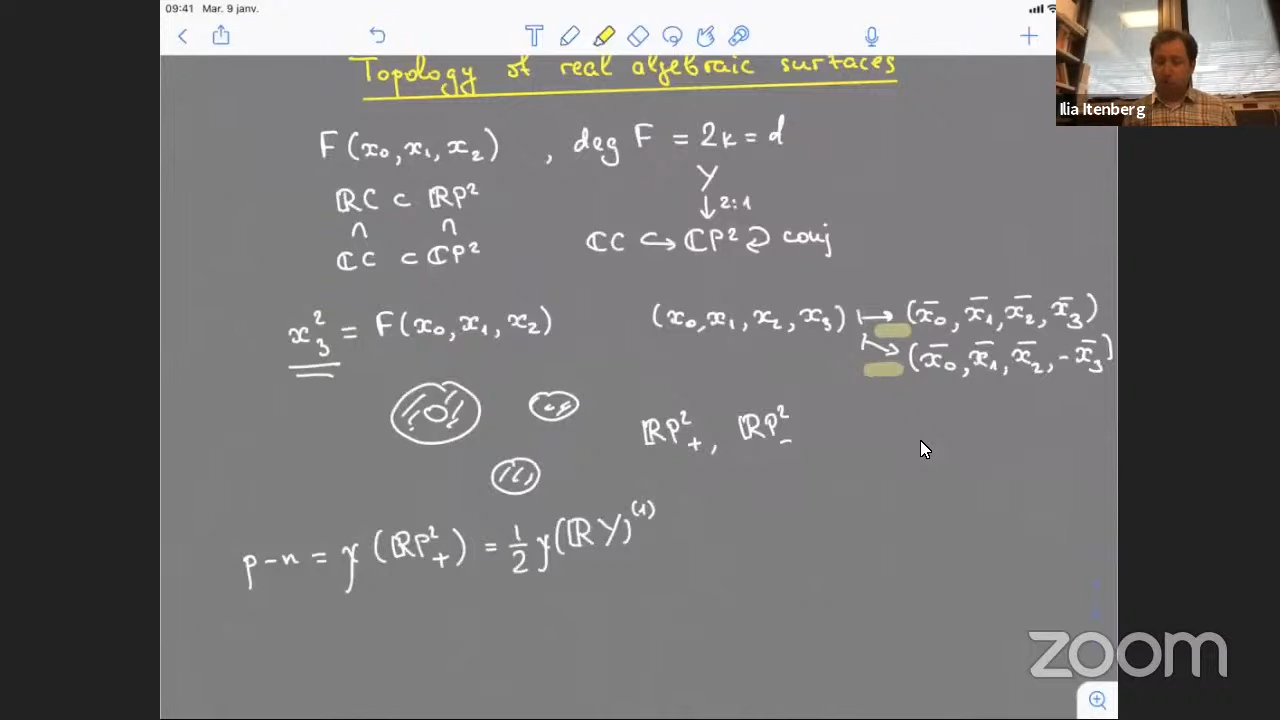 09:41 Mar. 9 janv.
Ilia Itenberg
Topology of real algebraic surfaces
F(x₀,x₁,x₂) , deg F = 2k = d
ℝC ⊂ ℝP²
∩ ∩
ℂC ⊂ ℂP²
Y
↓ 2:1
ℂC ↪ ℂP² ⊋ conj
x₃² = F(x₀,x₁,x₂)
(x₀,x₁,x₂,x₃) ↦ (x̄₀,x̄₁,x̄₂,x̄₃)
↘ (x̄₀,x̄₁,x̄₂,-x̄₃)
ℝP²₊, ℝP²₋
p-n = χ(ℝP²₊) = ½χ(ℝY)⁽¹⁾
zoom